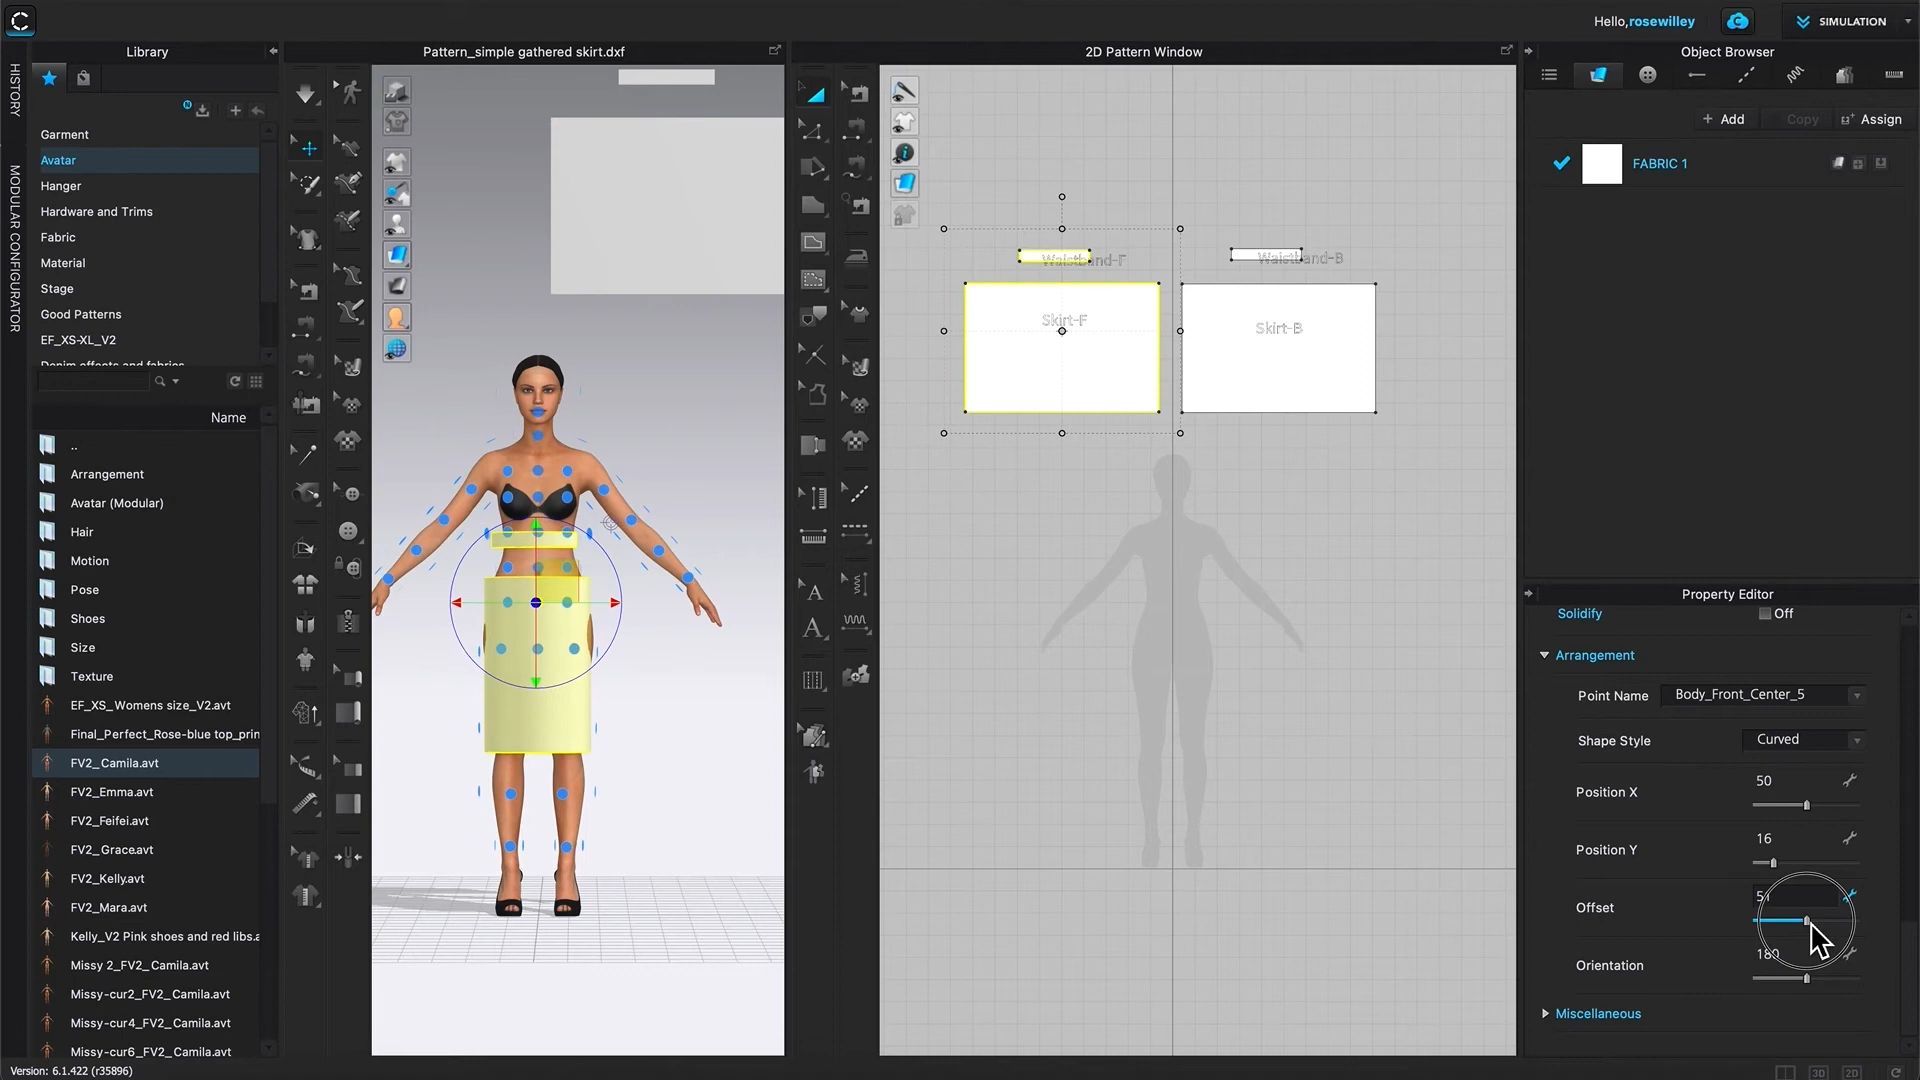 Hello,rosewilley
SIMULATION
HISTORY
MODULAR CONFIGURATOR
Library
Pattern_simple gathered skirt.dxf
2D Pattern Window
Object Browser
Garment
Avatar
Hanger
Hardware and Trims
Fabric
Material
Stage
Good Patterns
EF_XS-XL_V2
Denim effects and fabrics
Name
..
Arrangement
Avatar (Modular)
Hair
Motion
Pose
Shoes
Size
Texture
EF_XS_Womens size_V2.avt
Final_Perfect_Rose-blue top_prin
FV2_Camila.avt
FV2_Emma.avt
FV2_Feifei.avt
FV2_Grace.avt
FV2_Kelly.avt
FV2_Mara.avt
Kelly_V2 Pink shoes and red libs.a
Missy 2_FV2_Camila.avt
Missy-cur2_FV2_Camila.avt
Missy-cur4_FV2_Camila.avt
Missy-cur6_FV2_Camila.avt
Waistband-F
Waistband-B
Skirt-F
Skirt-B
+ Add
Copy
Assign
FABRIC 1
Property Editor
Solidify
Off
Arrangement
Point Name
Body_Front_Center_5
Shape Style
Curved
Position X
50
Position Y
16
Offset
51
Orientation
180
Miscellaneous
Version: 6.1.422 (r35896)
3D
2D